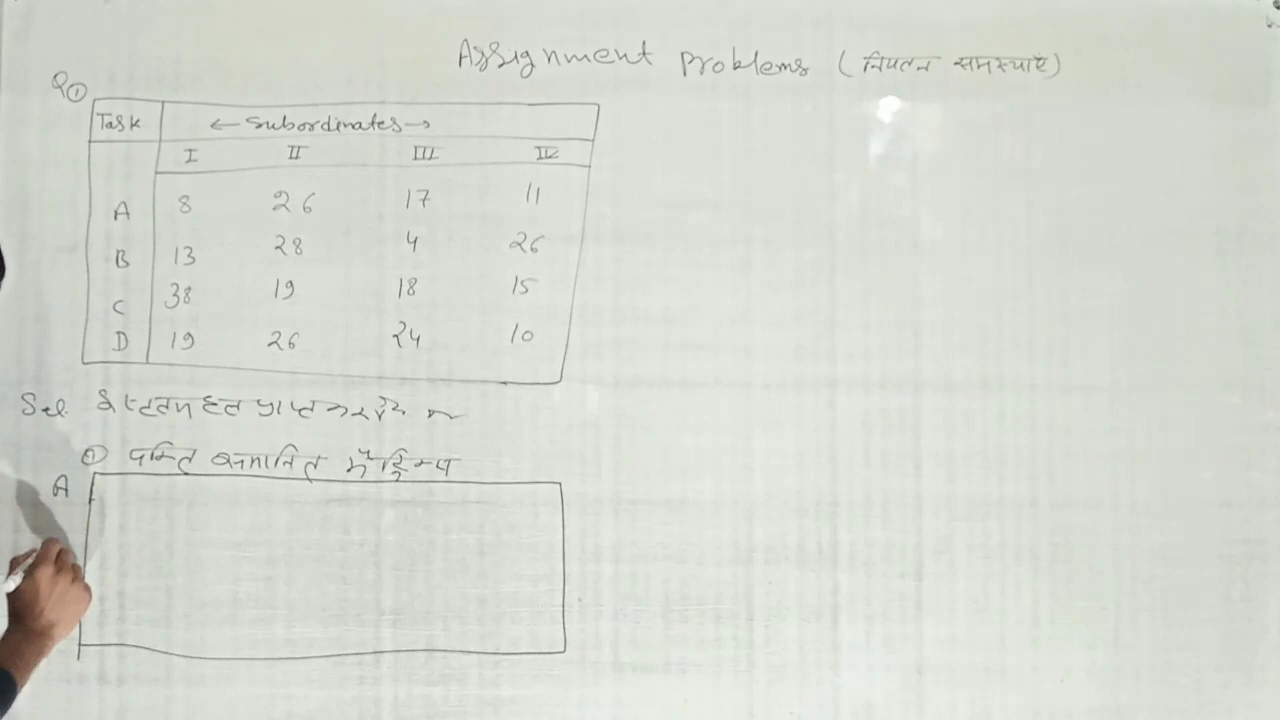 Assignment Problems (नियतन समस्याएँ)
Q①
Task ← Subordinates →
I II III IV
A 8 26 17 11
B 13 28 4 26
C 38 19 18 15
D 19 26 24 10
Sol.
①
A